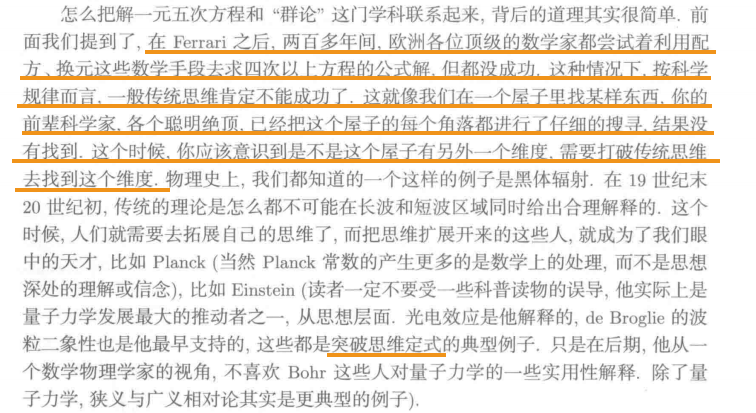 怎么把解一元五次方程和 “群论” 这门学科联系起来, 背后的道理其实很简单. 前
面我们提到了, 在 Ferrari 之后, 两百多年间, 欧洲各位顶级的数学家都尝试着利用配
方、换元这些数学手段去求四次以上方程的公式解, 但都没成功. 这种情况下, 按科学
规律而言, 一般传统思维肯定不能成功了. 这就像我们在一个屋子里找某样东西, 你的
前辈科学家, 各个聪明绝顶, 已经把这个屋子的每个角落都进行了仔细的搜寻, 结果没
有找到. 这个时候, 你应该意识到是不是这个屋子有另外一个维度, 需要打破传统思维
去找到这个维度. 物理史上, 我们都知道的一个这样的例子是黑体辐射. 在 19 世纪末
20 世纪初, 传统的理论是怎么都不可能在长波和短波区域同时给出合理解释的. 这个
时候, 人们就需要去拓展自己的思维了, 而把思维扩展开来的这些人, 就成为了我们眼
中的天才, 比如 Planck (当然 Planck 常数的产生更多的是数学上的处理, 而不是思想
深处的理解或信念), 比如 Einstein (读者一定不要受一些科普读物的误导, 他实际上是
量子力学发展最大的推动者之一, 从思想层面. 光电效应是他解释的, de Broglie 的波
粒二象性也是他最早支持的, 这些都是突破思维定式的典型例子. 只是在后期, 他从一
个数学物理学家的视角, 不喜欢 Bohr 这些人对量子力学的一些实用性解释. 除了量
子力学, 狭义与广义相对论其实是更典型的例子).